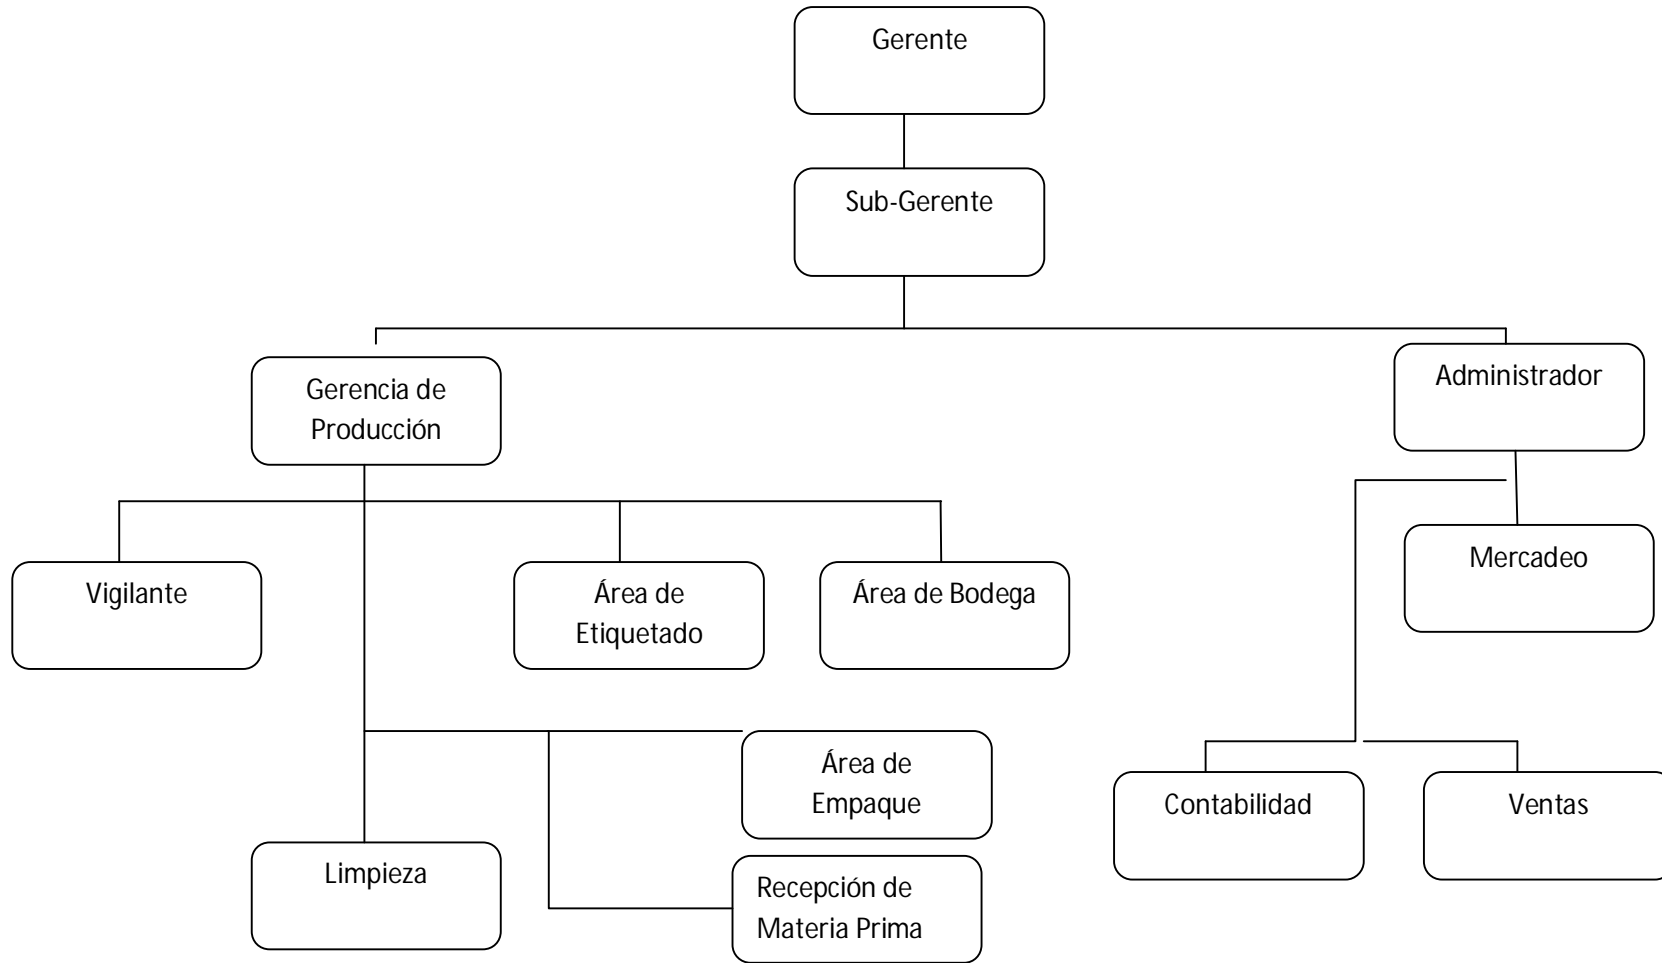 Gerente
Sub-Gerente
Gerencia de
Producción
Administrador
Mercadeo
Vigilante
Área de
Etiquetado
Área de Bodega
Área de
Empaque
Contabilidad
Ventas
Limpieza
Recepción de
Materia Prima